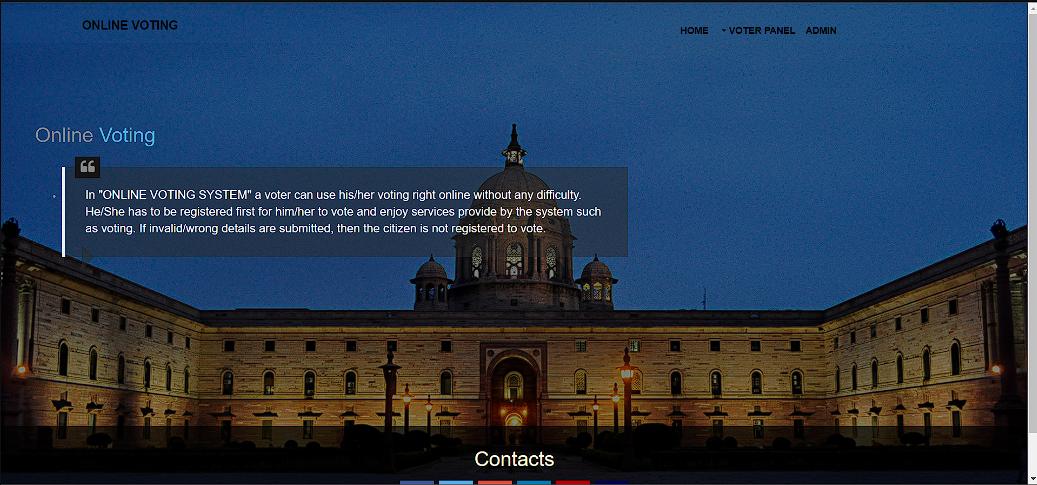 ONLINE VOTING
HOME VOTER PANEL ADMIN
Online Voting
In "ONLINE VOTING SYSTEM" a voter can use his/her voting right online without any difficulty.
He/She has to be registered first for him/her to vote and enjoy services provide by the system such
as voting. If invalid/wrong details are submitted, then the citizen is not registered to vote.
Contacts